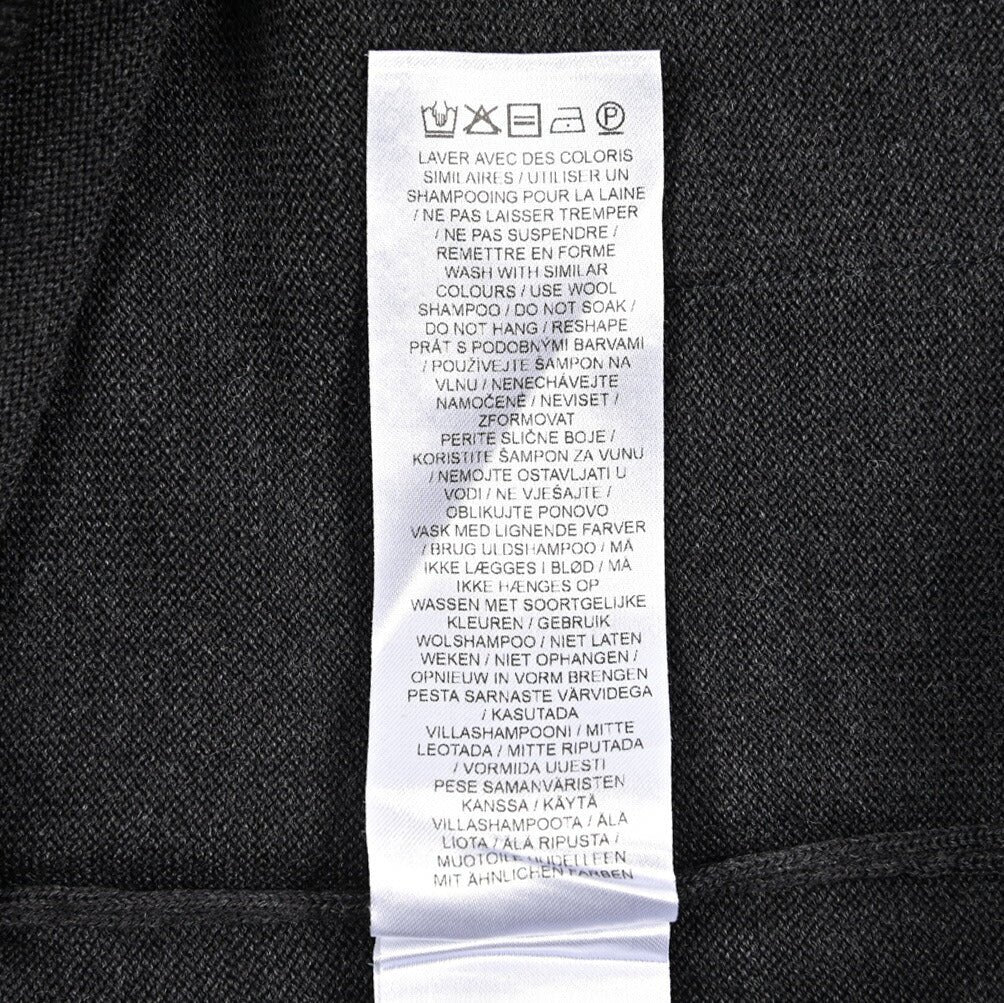 LAVER AVEC DES COLORIS
SIMILAIRES / UTILISER UN
SHAMPOOING POUR LA LAINE
/ NE PAS LAISSER TREMPER
/ NE PAS SUSPENDRE /
REMETTRE EN FORME
WASH WITH SIMILAR
COLOURS / USE WOOL
SHAMPOO / DO NOT SOAK /
DO NOT HANG / RESHAPE
PRÁT S PODOBNÝMI BARVAMI
/ POUŽÍVEJTE ŠAMPON NA
VLNU / NENECHÁVEJTE
NAMOČENÉ / NEVISET /
ZFORMOVAT
PERITE SLIČNE BOJE /
KORISTITE ŠAMPON ZA VUNU
/ NEMOJTE OSTAVLJATI U
VODI / NE VJEŠAJTE /
OBLIKUJTE PONOVO
VASK MED LIGNENDE FARVER
/ BRUG ULDSHAMPOO / MÅ
IKKE LÆGGES I BLØD / MÅ
IKKE HÆNGES OP
WASSEN MET SOORTGELIJKE
KLEUREN / GEBRUIK
WOLSHAMPOO / NIET LATEN
WEKEN / NIET OPHANGEN /
OPNIEUW IN VORM BRENGEN
PESTA SARNASTE VÄRVIDEGA
/ KASUTADA
VILLASHAMPOONI / MITTE
LEOTADA / MITTE RIPUTADA
/ VORMIDA UUESTI
PESE SAMANVÄRISTEN
KANSSA / KÄYTÄ
VILLASHAMPOOTA / ÄLÄ
LIOTA / ÄLÄ RIPUSTA /
MUOTOILE UUDELLEEN
MIT ÄHNLICHEN FARBEN